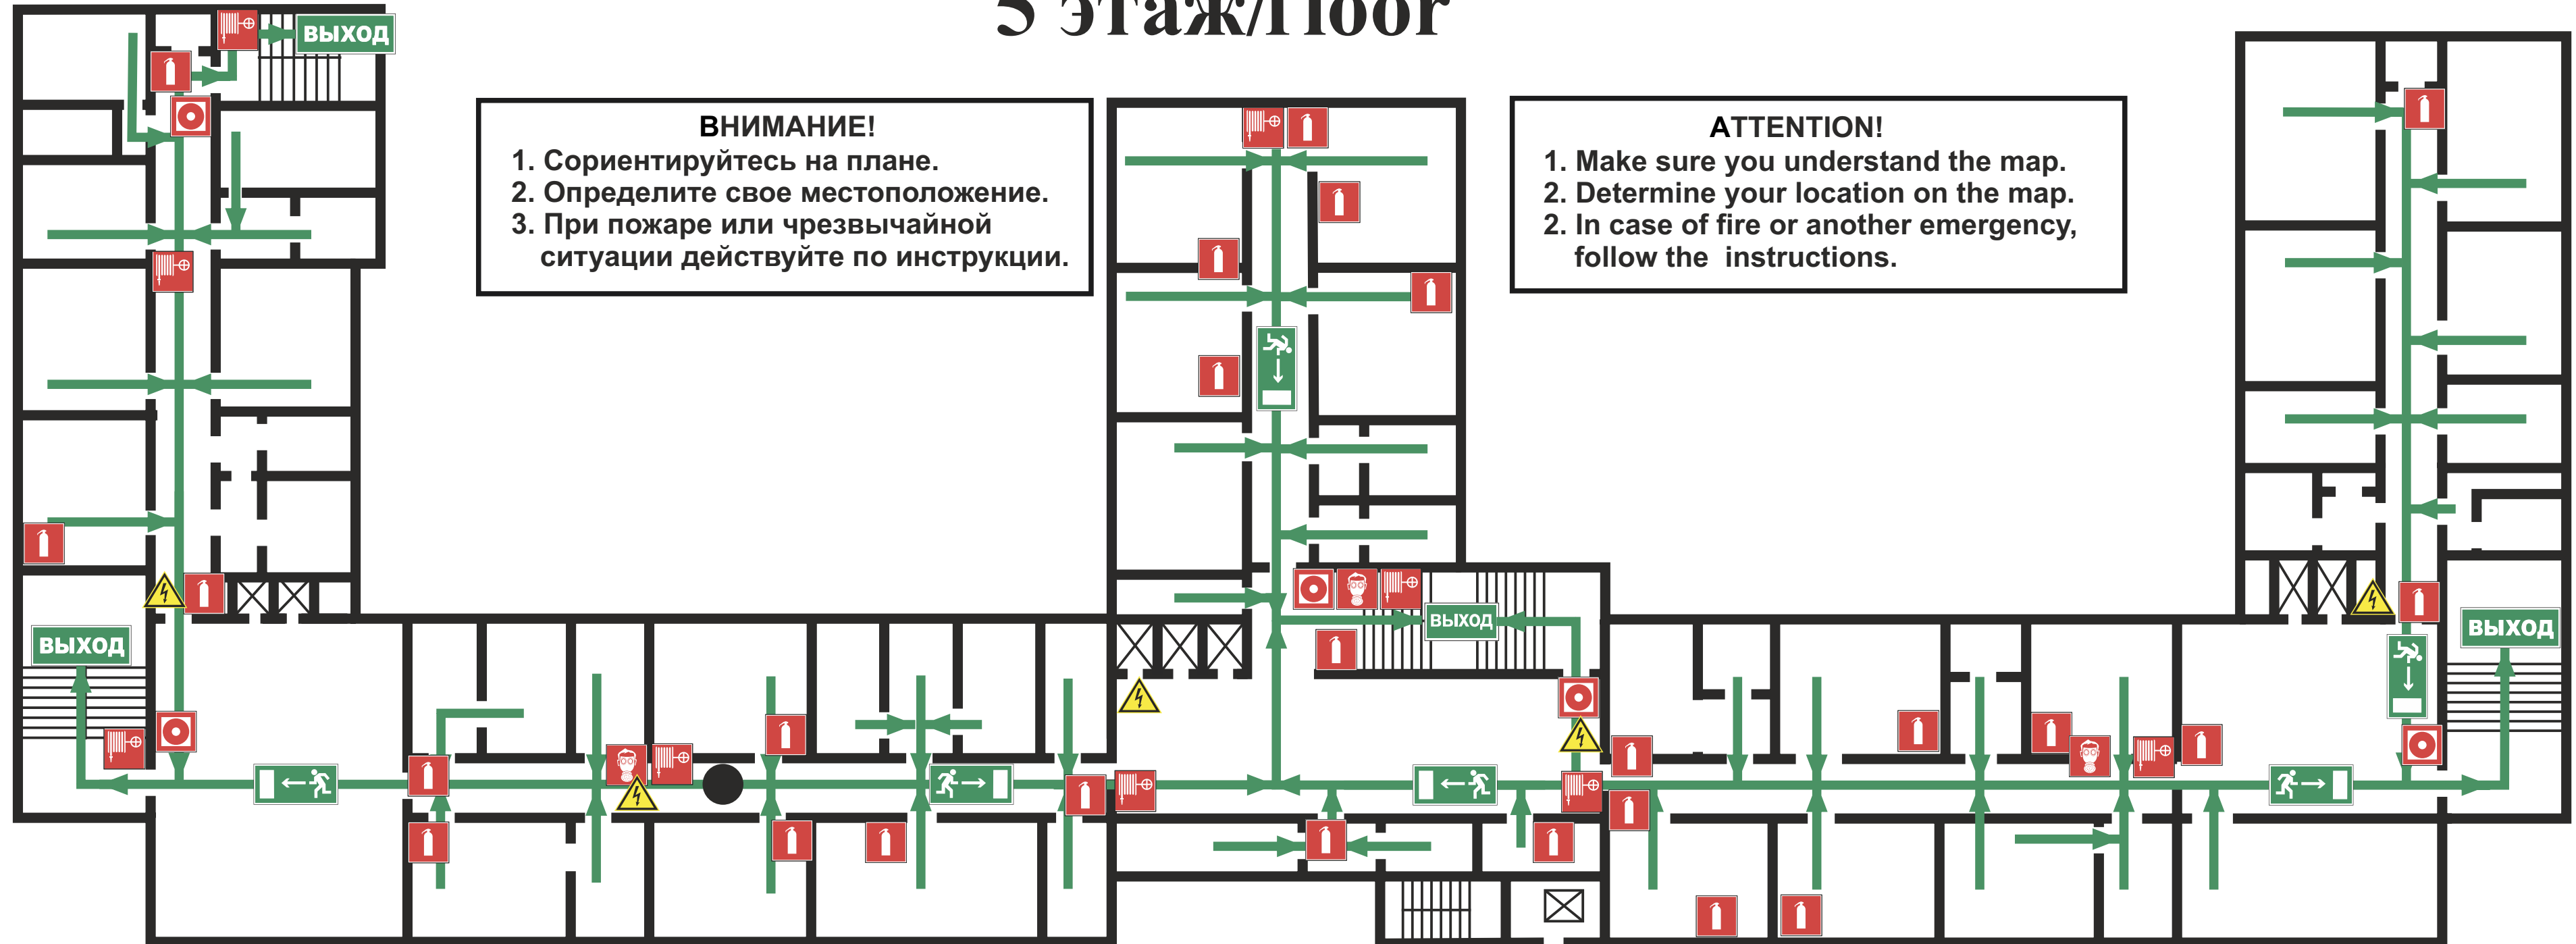 5 этаж/Floor
ВЫХОД
ВНИМАНИЕ!
1. Сориентируйтесь на плане.
2. Определите свое местоположение.
3. При пожаре или чрезвычайной
ситуации действуйте по инструкции.
ATTENTION!
1. Make sure you understand the map.
2. Determine your location on the map.
2. In case of fire or another emergency,
follow the instructions.
ВЫХОД
ВЫХОД
ВЫХОД